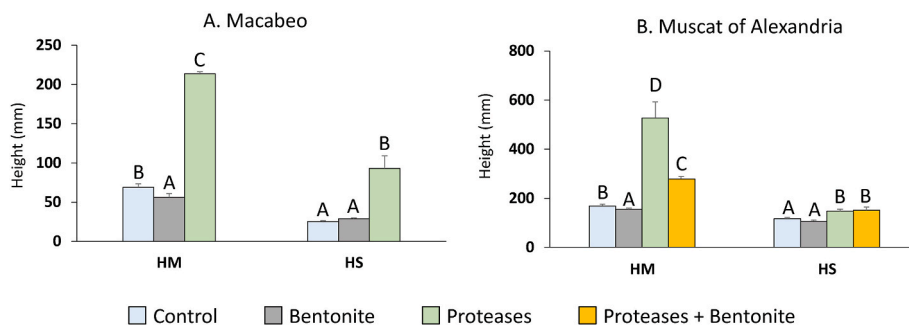 A. Macabeo
Height (mm)
250
200
150
100
50
0
B
A
C
A
A
B
HM
HS
B. Muscat of Alexandria
Height (mm)
800
600
400
200
0
B
A
D
C
A
A
B
B
HM
HS
Control
Bentonite
Proteases
Proteases + Bentonite